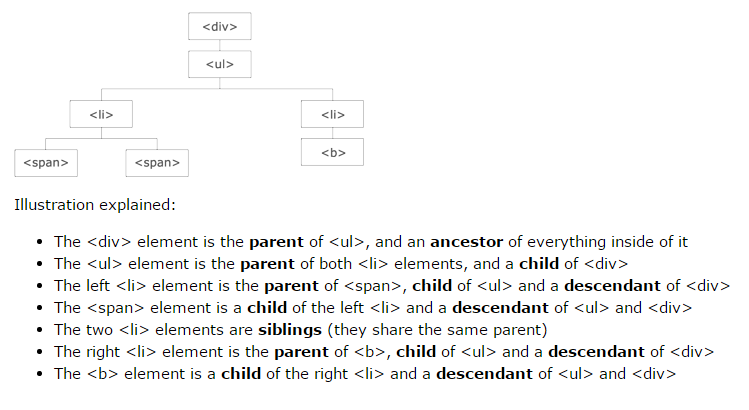 <div>
<ul>
<li> <li>
<span> <span> <b>
Illustration explained:
• The <div> element is the parent of <ul>, and an ancestor of everything inside of it
• The <ul> element is the parent of both <li> elements, and a child of <div>
• The left <li> element is the parent of <span>, child of <ul> and a descendant of <div>
• The <span> element is a child of the left <li> and a descendant of <ul> and <div>
• The two <li> elements are siblings (they share the same parent)
• The right <li> element is the parent of <b>, child of <ul> and a descendant of <div>
• The <b> element is a child of the right <li> and a descendant of <ul> and <div>